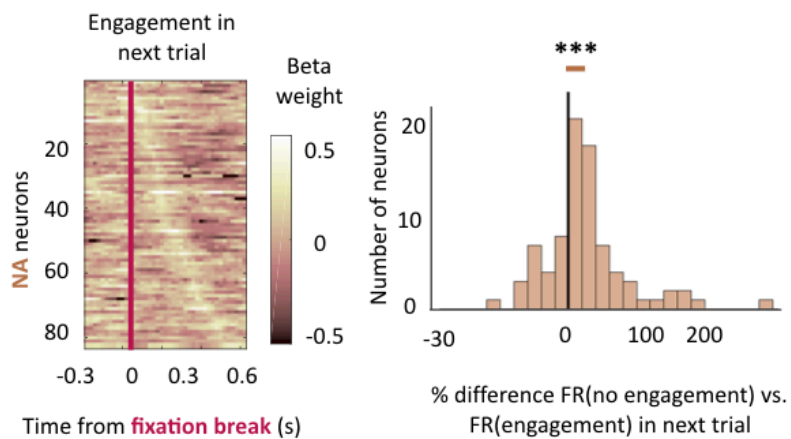 Engagement in
next trial
Beta
weight
0.5
0
-0.5
20
40
60
80
NA neurons
-0.3 0 0.3 0.6
Time from fixation break (s)
***
Number of neurons
20
10
0
-30 0 100 200
% difference FR(no engagement) vs.
FR(engagement) in next trial